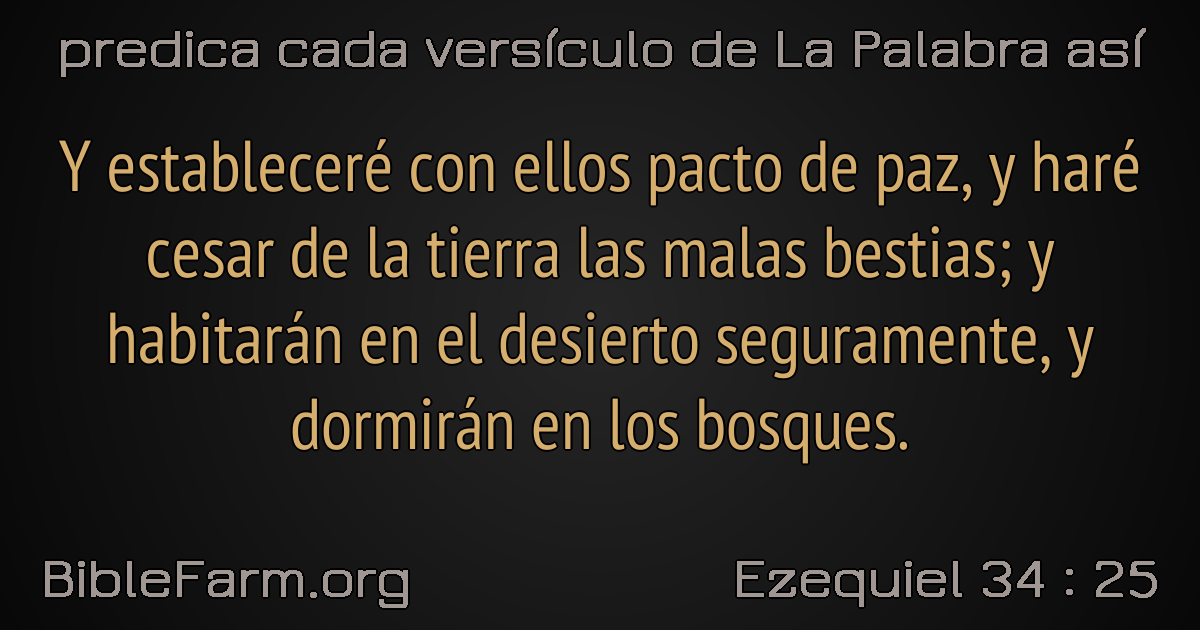 predica cada versículo de La Palabra así
Y estableceré con ellos pacto de paz, y haré
cesar de la tierra las malas bestias; y
habitarán en el desierto seguramente, y
dormirán en los bosques.
BibleFarm.org
Ezequiel 34 : 25